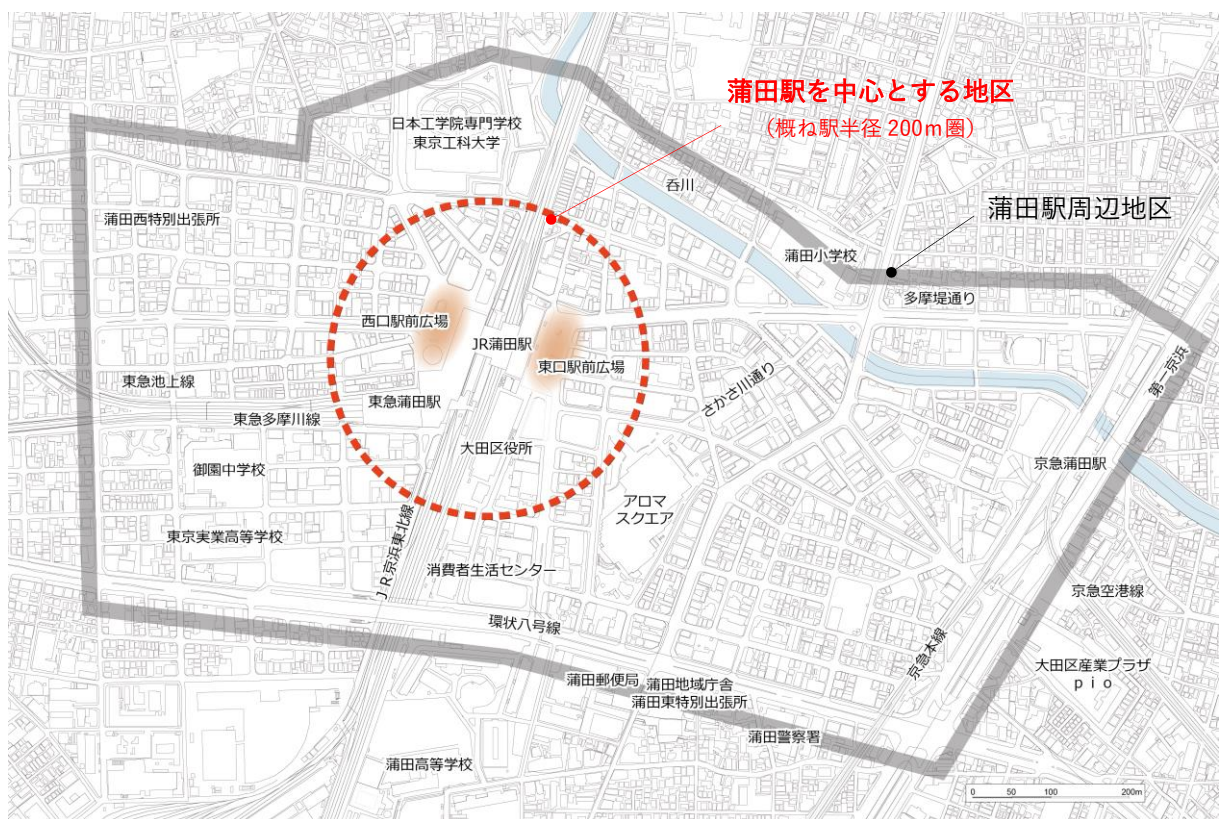 蒲田駅を中心とする地区
（概ね駅半径 200ｍ圏）
日本工学院専門学校
東京工科大学
呑川
蒲田駅周辺地区
蒲田西特別出張所
蒲田小学校
多摩堤通り
西口駅前広場
JR蒲田駅
東口駅前広場
第一京浜
東急池上線
東急蒲田駅
さかさ川通り
東急多摩川線
大田区役所
御園中学校
京急蒲田駅
アロマ
スクエア
東京実業高等学校
ＪＲ京浜東北線
消費者生活センター
京急空港線
環状八号線
京急本線
大田区産業プラザ
ｐｉｏ
蒲田郵便局
蒲田地域庁舎
蒲田東特別出張所
蒲田警察署
蒲田高等学校
0 50 100 200m